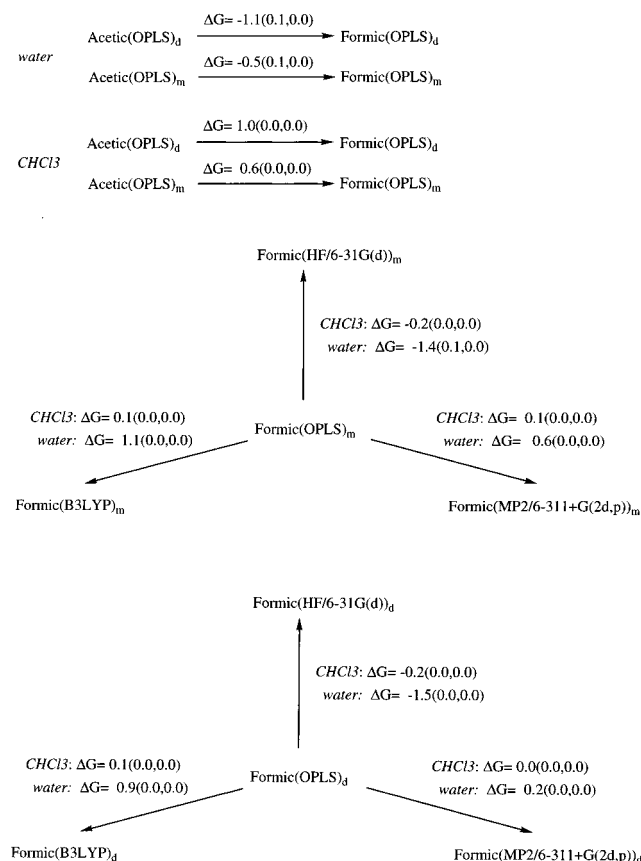 ΔG= -1.1(0.1,0.0)
Acetic(OPLS)d Formic(OPLS)d
water
ΔG= -0.5(0.1,0.0)
Acetic(OPLS)m Formic(OPLS)m
ΔG= 1.0(0.0,0.0)
Acetic(OPLS)d Formic(OPLS)d
CHCl3
ΔG= 0.6(0.0,0.0)
Acetic(OPLS)m Formic(OPLS)m
Formic(HF/6-31G(d))m
CHCl3: ΔG= -0.2(0.0,0.0)
water: ΔG= -1.4(0.1,0.0)
CHCl3: ΔG= 0.1(0.0,0.0)
water: ΔG= 1.1(0.0,0.0)
Formic(OPLS)m
CHCl3: ΔG= 0.1(0.0,0.0)
water: ΔG= 0.6(0.0,0.0)
Formic(B3LYP)m
Formic(MP2/6-311+G(2d,p))m
Formic(HF/6-31G(d))d
CHCl3: ΔG= -0.2(0.0,0.0)
water: ΔG= -1.5(0.0,0.0)
CHCl3: ΔG= 0.1(0.0,0.0)
water: ΔG= 0.9(0.0,0.0)
Formic(OPLS)d
CHCl3: ΔG= 0.0(0.0,0.0)
water: ΔG= 0.2(0.0,0.0)
Formic(B3LYP)d
Formic(MP2/6-311+G(2d,p))d